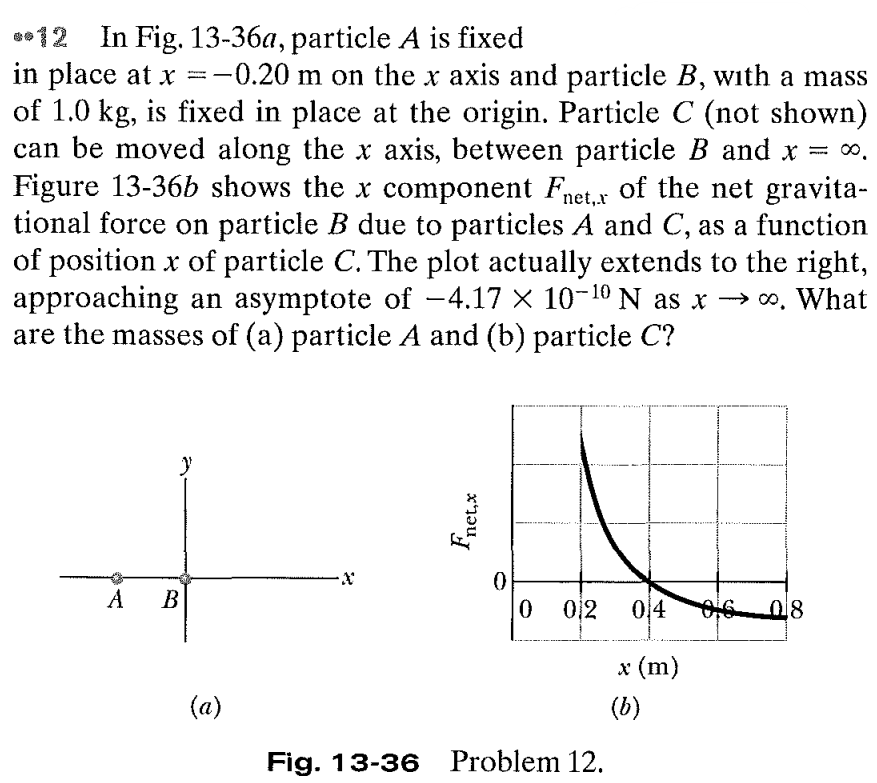 ••12 In Fig. 13-36a, particle A is fixed
in place at x = −0.20 m on the x axis and particle B, with a mass
of 1.0 kg, is fixed in place at the origin. Particle C (not shown)
can be moved along the x axis, between particle B and x = ∞.
Figure 13-36b shows the x component Fnet,x of the net gravita-
tional force on particle B due to particles A and C, as a function
of position x of particle C. The plot actually extends to the right,
approaching an asymptote of −4.17 × 10⁻¹⁰ N as x → ∞. What
are the masses of (a) particle A and (b) particle C?
y
x
A B
(a)
Fnet,x
0
0 0.2 0.4 0.6 0.8
x (m)
(b)
Fig. 13-36 Problem 12.